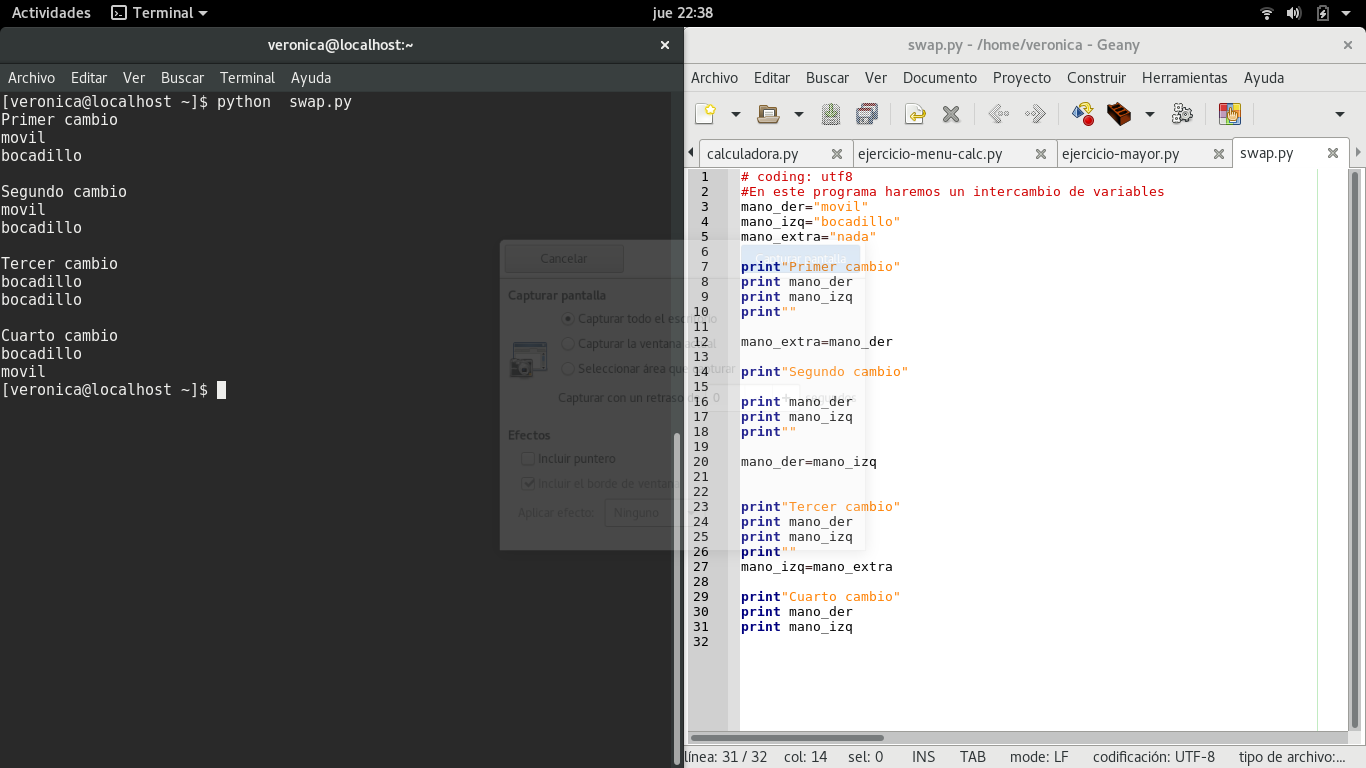 Actividades Terminal jue 22:38
veronica@localhost:~
Archivo Editar Ver Buscar Terminal Ayuda
[veronica@localhost ~]$ python  swap.py
Primer cambio
movil
bocadillo
Segundo cambio
movil
bocadillo
Tercer cambio
bocadillo
bocadillo
Cuarto cambio
bocadillo
movil
[veronica@localhost ~]$
swap.py - /home/veronica - Geany
Archivo Editar Buscar Ver Documento Proyecto Construir Herramientas Ayuda
calculadora.py ejercicio-menu-calc.py ejercicio-mayor.py swap.py
1 # coding: utf8
2 #En este programa haremos un intercambio de variables
3 mano_der="movil"
4 mano_izq="bocadillo"
5 mano_extra="nada"
6
7 print"Primer cambio"
8 print mano_der
9 print mano_izq
10 print""
11
12 mano_extra=mano_der
13
14 print"Segundo cambio"
15
16 print mano_der
17 print mano_izq
18 print""
19
20 mano_der=mano_izq
21
22
23 print"Tercer cambio"
24 print mano_der
25 print mano_izq
26 print""
27 mano_izq=mano_extra
28
29 print"Cuarto cambio"
30 print mano_der
31 print mano_izq
32
línea: 31 / 32 col: 14 sel: 0 INS TAB mode: LF codificación: UTF-8 tipo de archivo:...
Cancelar Capturar pantalla
Capturar pantalla
Capturar todo el escritorio
Capturar la ventana actual
Seleccionar área que capturar
Capturar con un retraso de 0
Efectos
Incluir puntero
Incluir el borde de ventana
Aplicar efecto: Ninguno